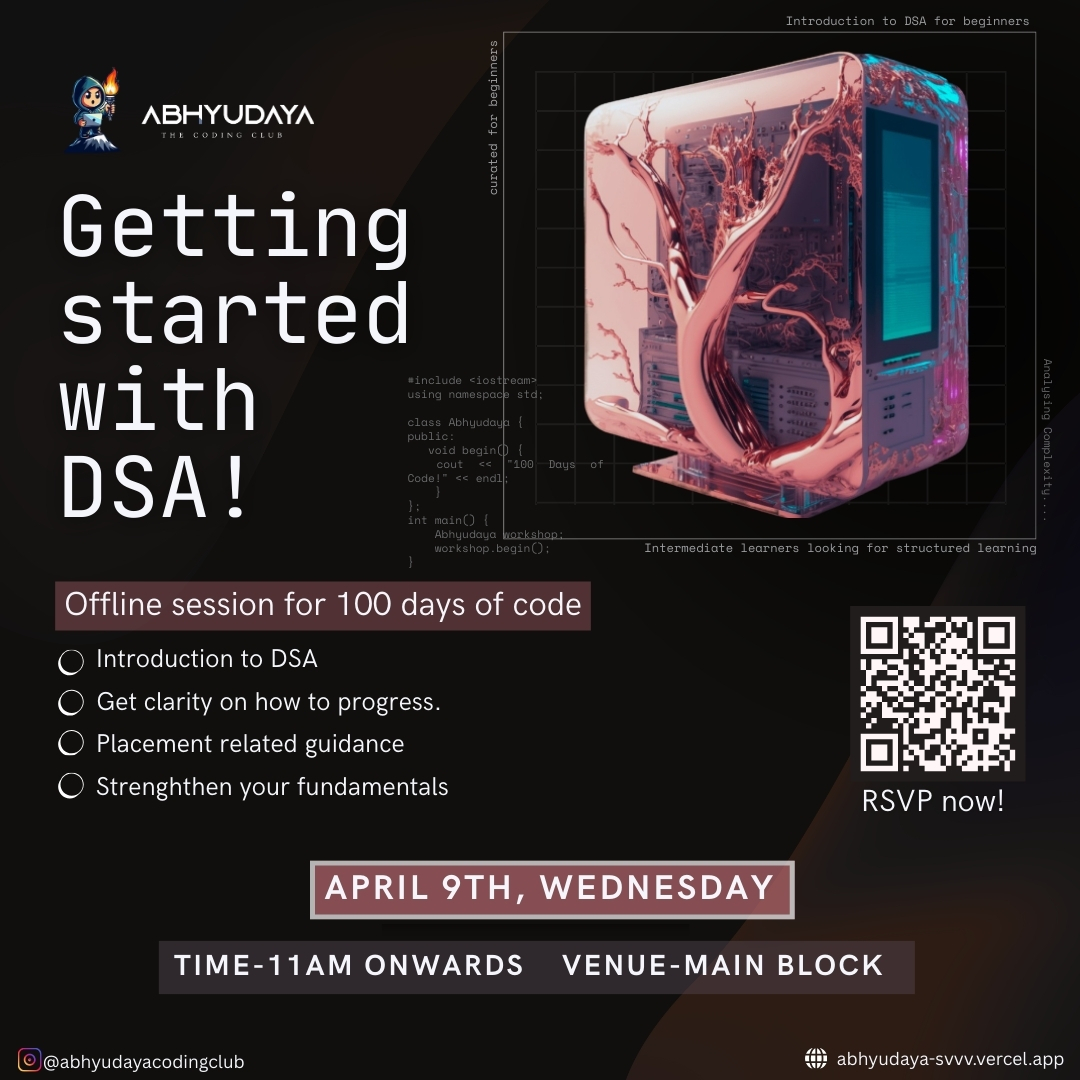 Introduction to DSA for beginners
curated for beginners
ABHYUDAYA
THE CODING CLUB
Getting
started
with
DSA!
#include <iostream>
using namespace std;
class Abhyudaya {
public:
void begin() {
cout << "100 Days of
Code!" << endl;
}
};
int main() {
Abhyudaya workshop;
workshop.begin();
}
Analysing Complexity....
Intermediate learners looking for structured learning
Offline session for 100 days of code
Introduction to DSA
Get clarity on how to progress.
Placement related guidance
Strenghthen your fundamentals
RSVP now!
APRIL 9TH, WEDNESDAY
TIME-11AM ONWARDS VENUE-MAIN BLOCK
@abhyudayacodingclub
abhyudaya-svvv.vercel.app